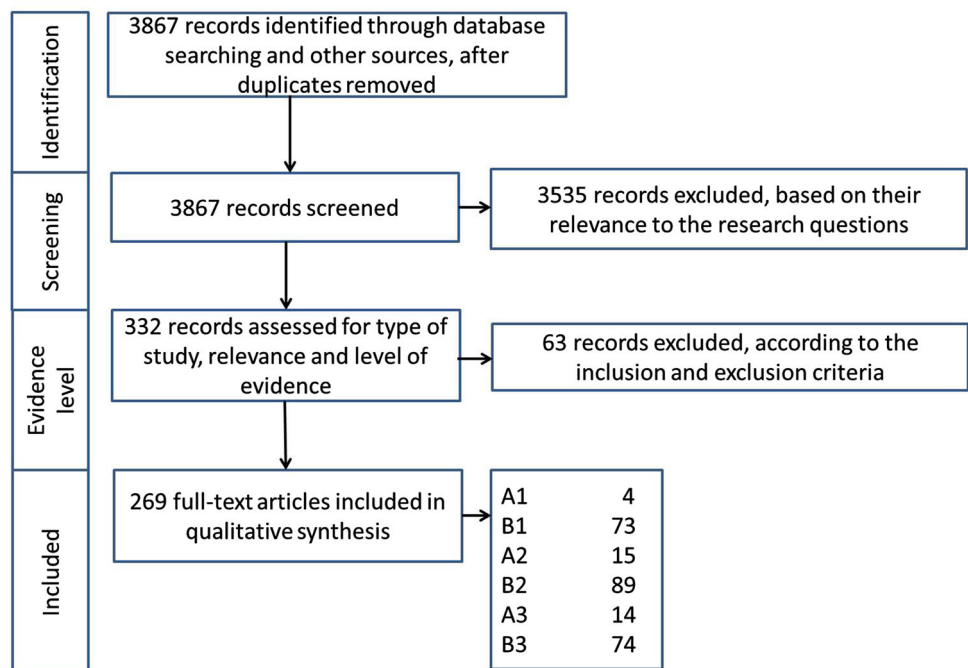 Identification
3867 records identified through database
searching and other sources, after
duplicates removed
Screening
3867 records screened
3535 records excluded, based on their
relevance to the research questions
Evidence
level
332 records assessed for type of
study, relevance and level of
evidence
63 records excluded, according to the
inclusion and exclusion criteria
Included
269 full-text articles included in
qualitative synthesis
A1 4
B1 73
A2 15
B2 89
A3 14
B3 74